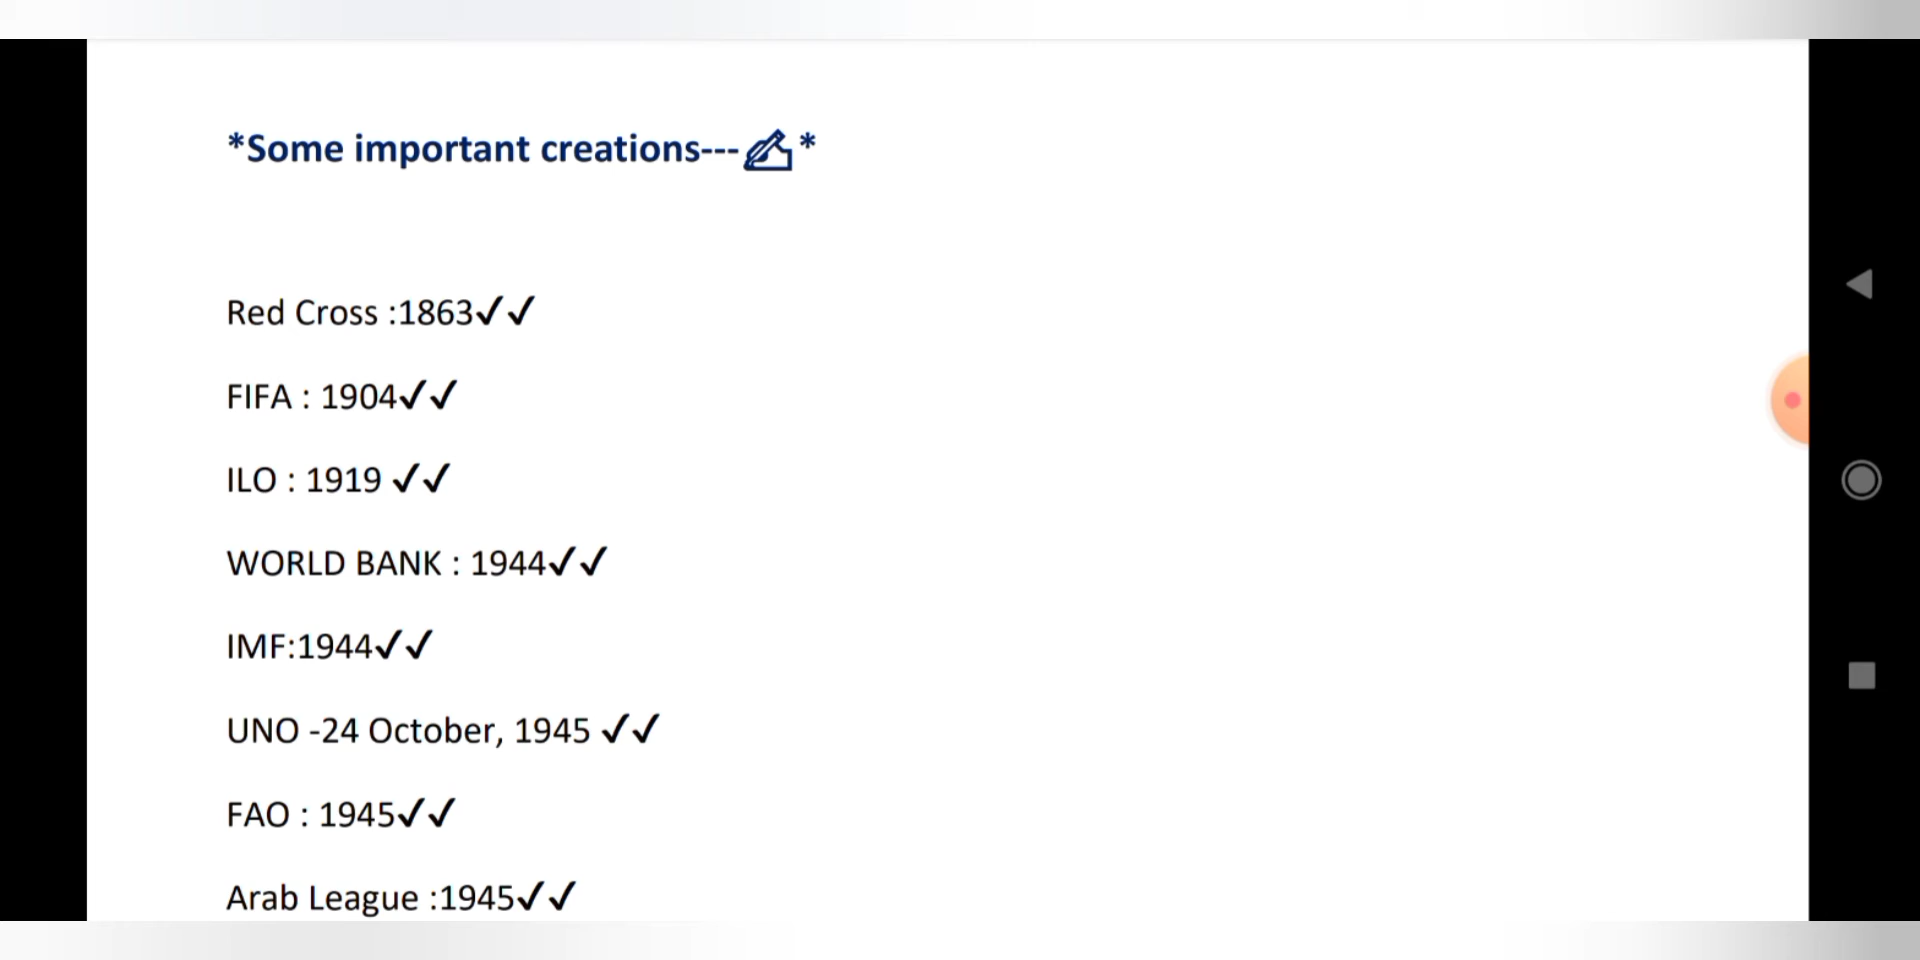 *Some important creations---✍*
Red Cross :1863✓✓
FIFA : 1904✓✓
ILO : 1919 ✓✓
WORLD BANK : 1944✓✓
IMF:1944✓✓
UNO -24 October, 1945 ✓✓
FAO : 1945✓✓
Arab League :1945✓✓